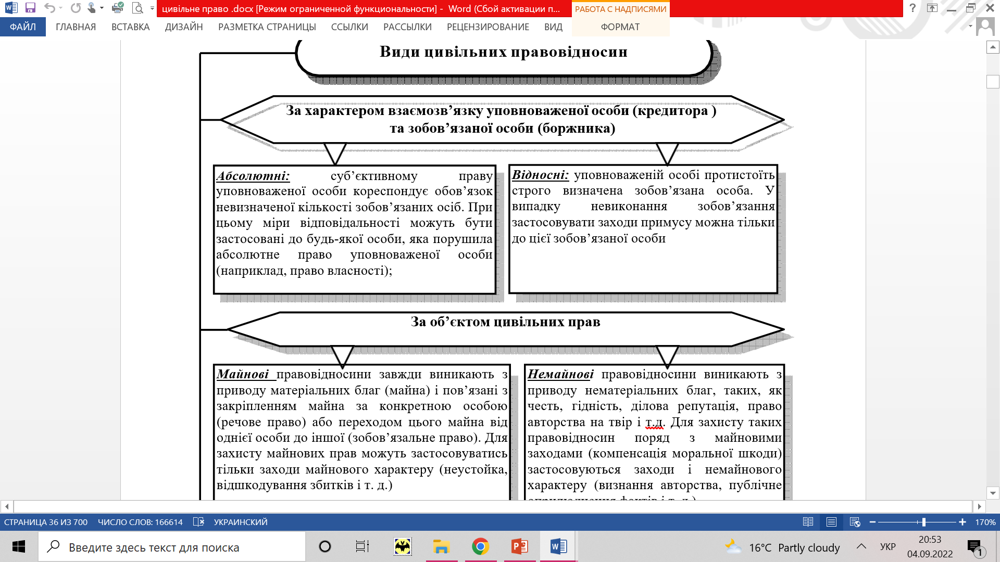 цивільне право .docx [Режим ограниченной функциональности] - Word (Сбой активации п...
РАБОТА С НАДПИСЯМИ
?
ФАЙЛ ГЛАВНАЯ ВСТАВКА ДИЗАЙН РАЗМЕТКА СТРАНИЦЫ ССЫЛКИ РАССЫЛКИ РЕЦЕНЗИРОВАНИЕ ВИД ФОРМАТ
Види цивільних правовідносин
За характером взаємозв’язку уповноваженої особи (кредитора )
та зобов’язаної особи (боржника)
Абсолютні: суб’єктивному праву
уповноваженої особи кореспондує обов’язок
невизначеної кількості зобов’язаних осіб. При
цьому міри відповідальності можуть бути
застосовані до будь-якої особи, яка порушила
абсолютне право уповноваженої особи
(наприклад, право власності);
Відносні: уповноваженій особі протистоїть
строго визначена зобов’язана особа. У
випадку невиконання зобов’язання
застосовувати заходи примусу можна тільки
до цієї зобов’язаної особи
За об’єктом цивільних прав
Майнові правовідносини завжди виникають з
приводу матеріальних благ (майна) і пов’язані з
закріпленням майна за конкретною особою
(речове право) або переходом цього майна від
однієї особи до іншої (зобов’язальне право). Для
захисту майнових прав можуть застосовуватись
тільки заходи майнового характеру (неустойка,
відшкодування збитків і т. д.)
Немайнові правовідносини виникають з
приводу нематеріальних благ, таких, як
честь, гідність, ділова репутація, право
авторства на твір і т.д. Для захисту таких
правовідносин поряд з майновими
заходами (компенсація моральної шкоди)
застосовуються заходи і немайнового
характеру (визнання авторства, публічне
СТРАНИЦА 36 ИЗ 700 ЧИСЛО СЛОВ: 166614 УКРАИНСКИЙ 170%
Введите здесь текст для поиска
16°C Partly cloudy УКР 20:53
04.09.2022
1